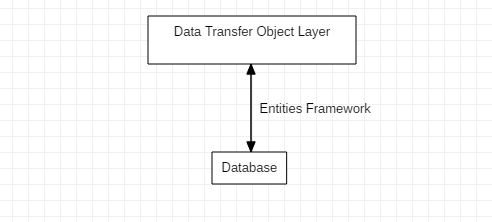 Data Transfer Object Layer
Entities Framework
Database